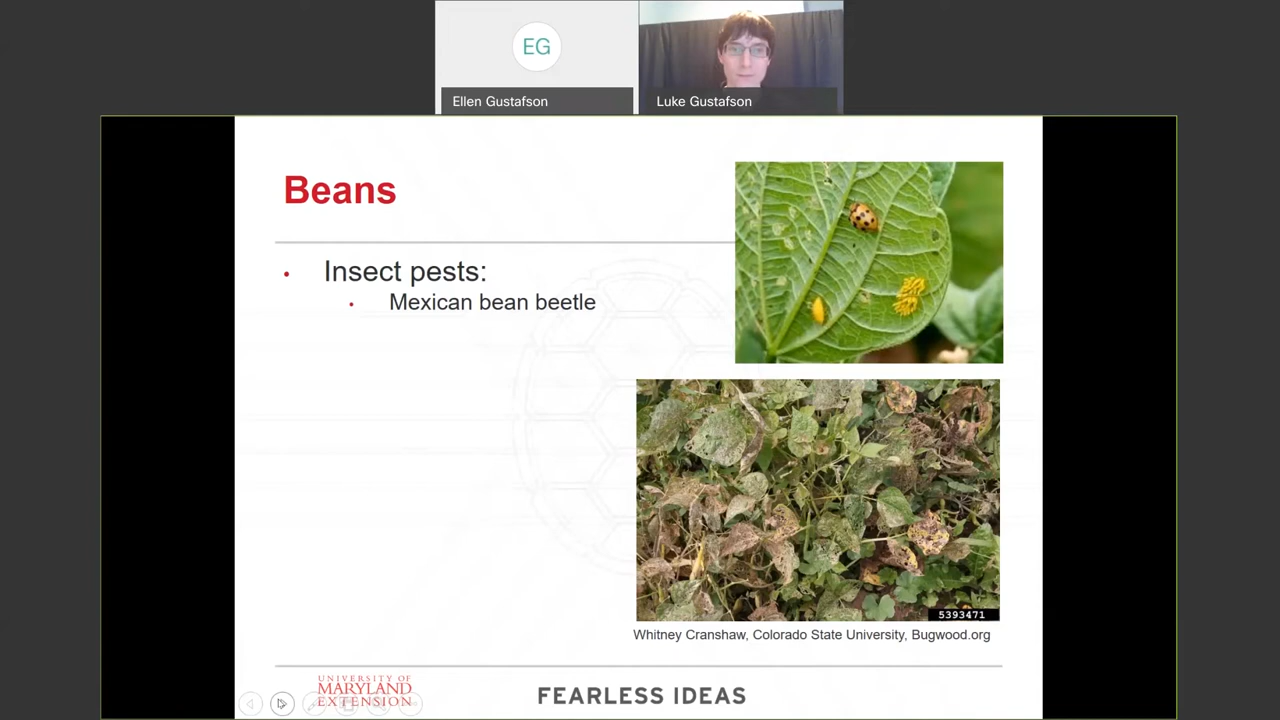 EG
Ellen Gustafson
Luke Gustafson
Beans
Insect pests:
Mexican bean beetle
5393471
Whitney Cranshaw, Colorado State University, Bugwood.org
UNIVERSITY OF
MARYLAND
EXTENSION
FEARLESS IDEAS